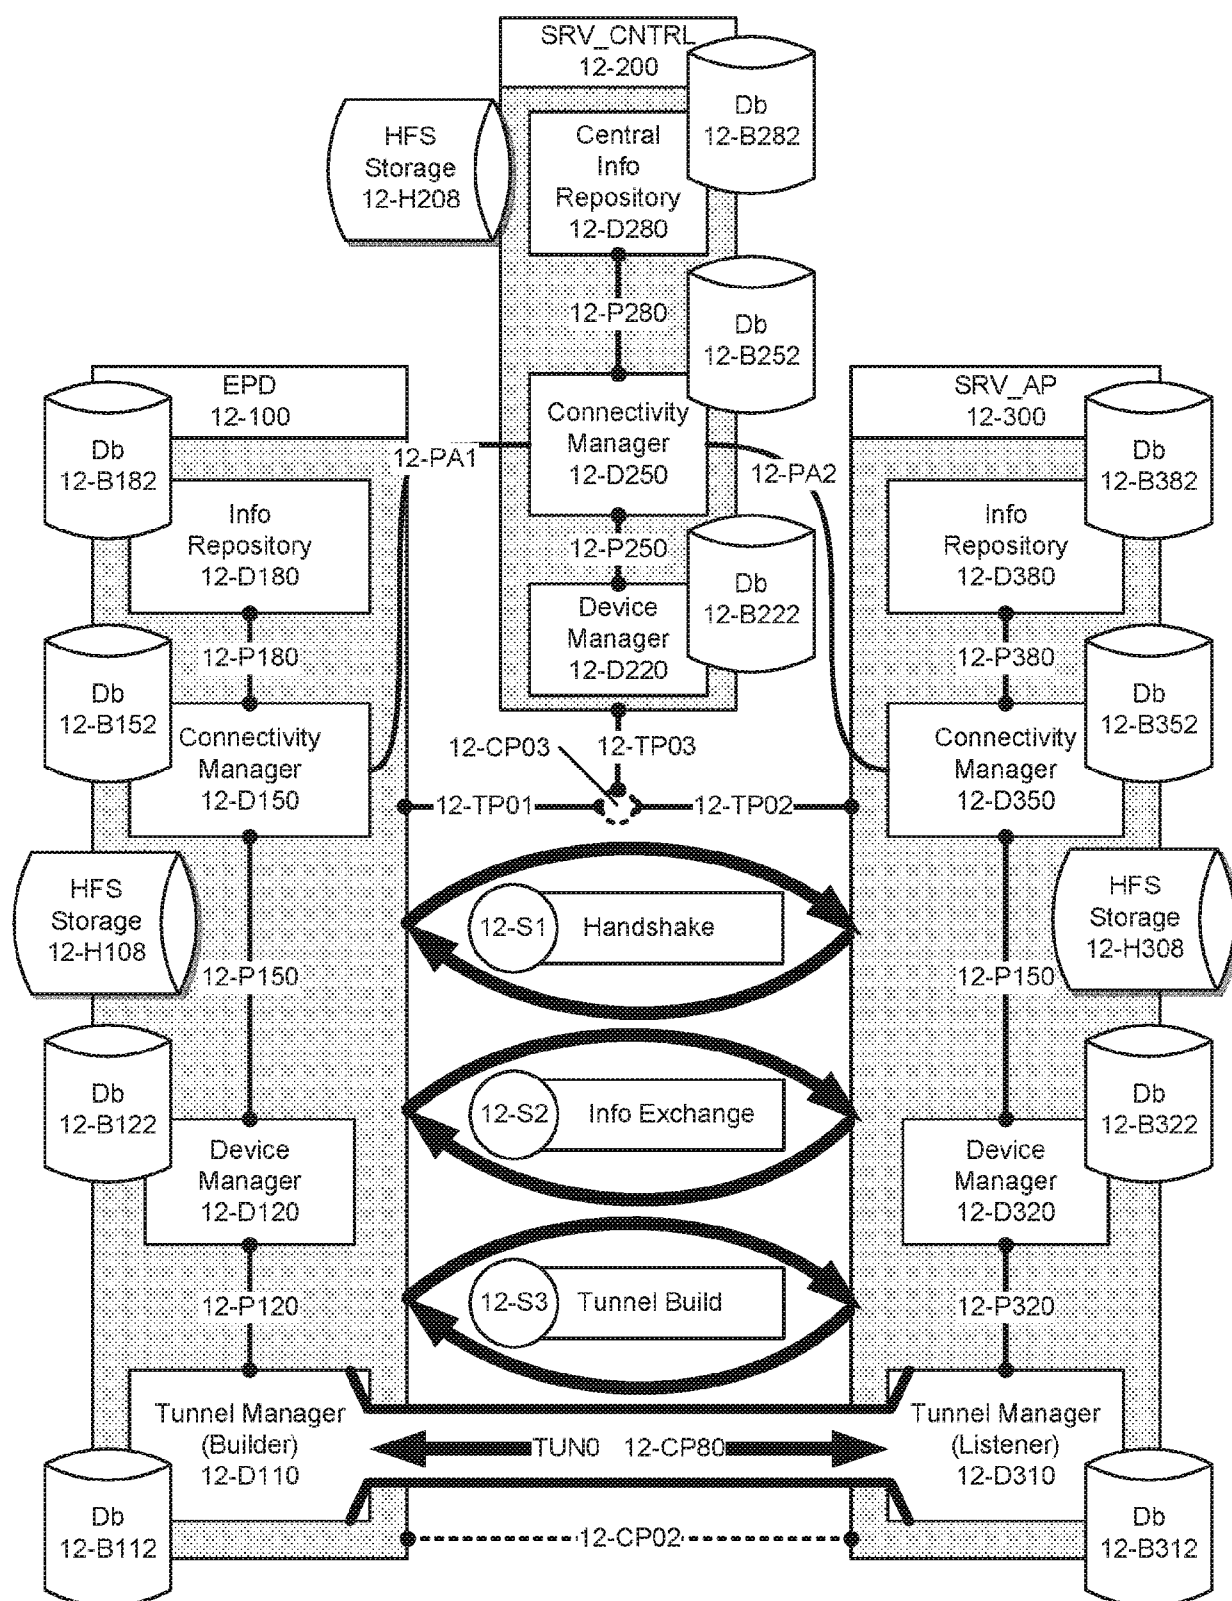 SRV_CNTRL
12-200
Db
12-B282
HFS
Storage
12-H208
Central
Info
Repository
12-D280
12-P280
Db
12-B252
EPD
12-100
SRV_AP
12-300
Connectivity
Manager
12-D250
12-PA1
12-PA2
Db
12-B182
Db
12-B382
Info
Repository
12-D180
12-P250
Info
Repository
12-D380
Db
12-B222
Device
Manager
12-D220
12-P180
12-P380
Db
12-B152
Db
12-B352
Connectivity
Manager
12-D150
12-CP03
12-TP03
Connectivity
Manager
12-D350
12-TP01
12-TP02
HFS
Storage
12-H108
12-S1
Handshake
HFS
Storage
12-H308
12-P150
12-P150
Db
12-B122
12-S2
Info Exchange
Db
12-B322
Device
Manager
12-D120
Device
Manager
12-D320
12-P120
12-S3
Tunnel Build
12-P320
Tunnel Manager
(Builder)
12-D110
TUN0
12-CP80
Tunnel Manager
(Listener)
12-D310
Db
12-B112
12-CP02
Db
12-B312